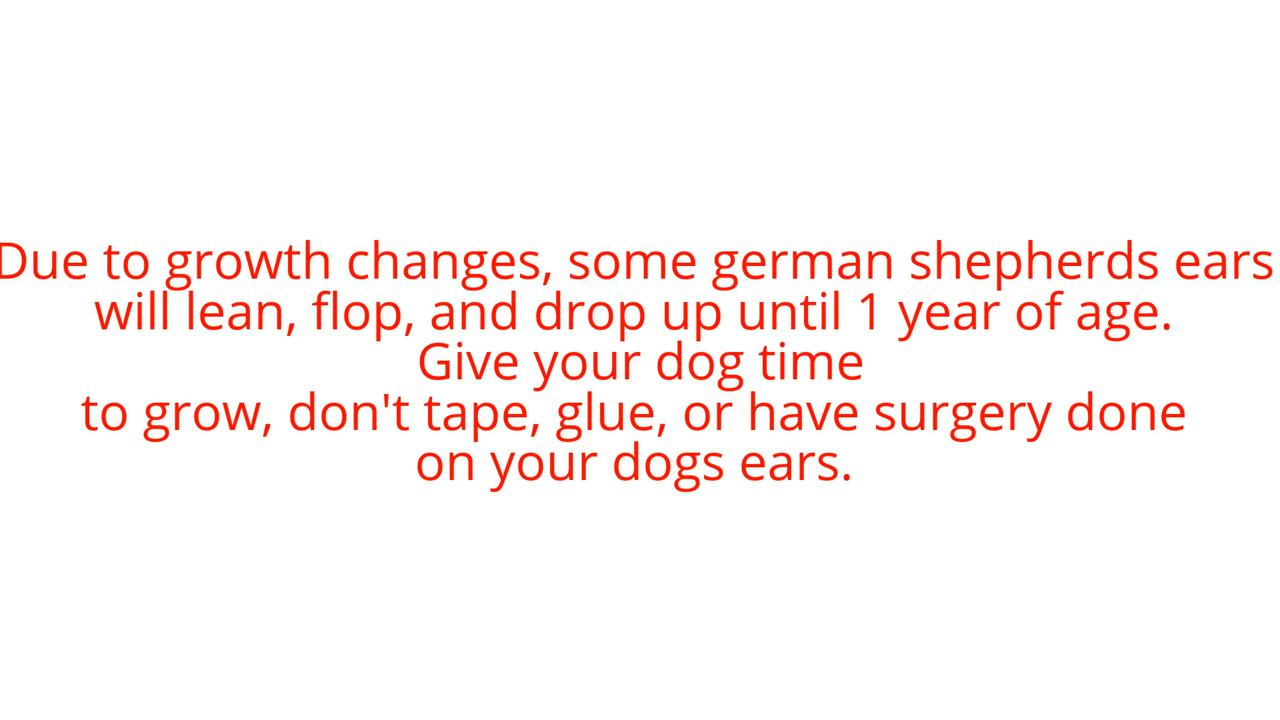 Due to growth changes, some german shepherds ears
will lean, flop, and drop up until 1 year of age.
Give your dog time
to grow, don't tape, glue, or have surgery done
on your dogs ears.